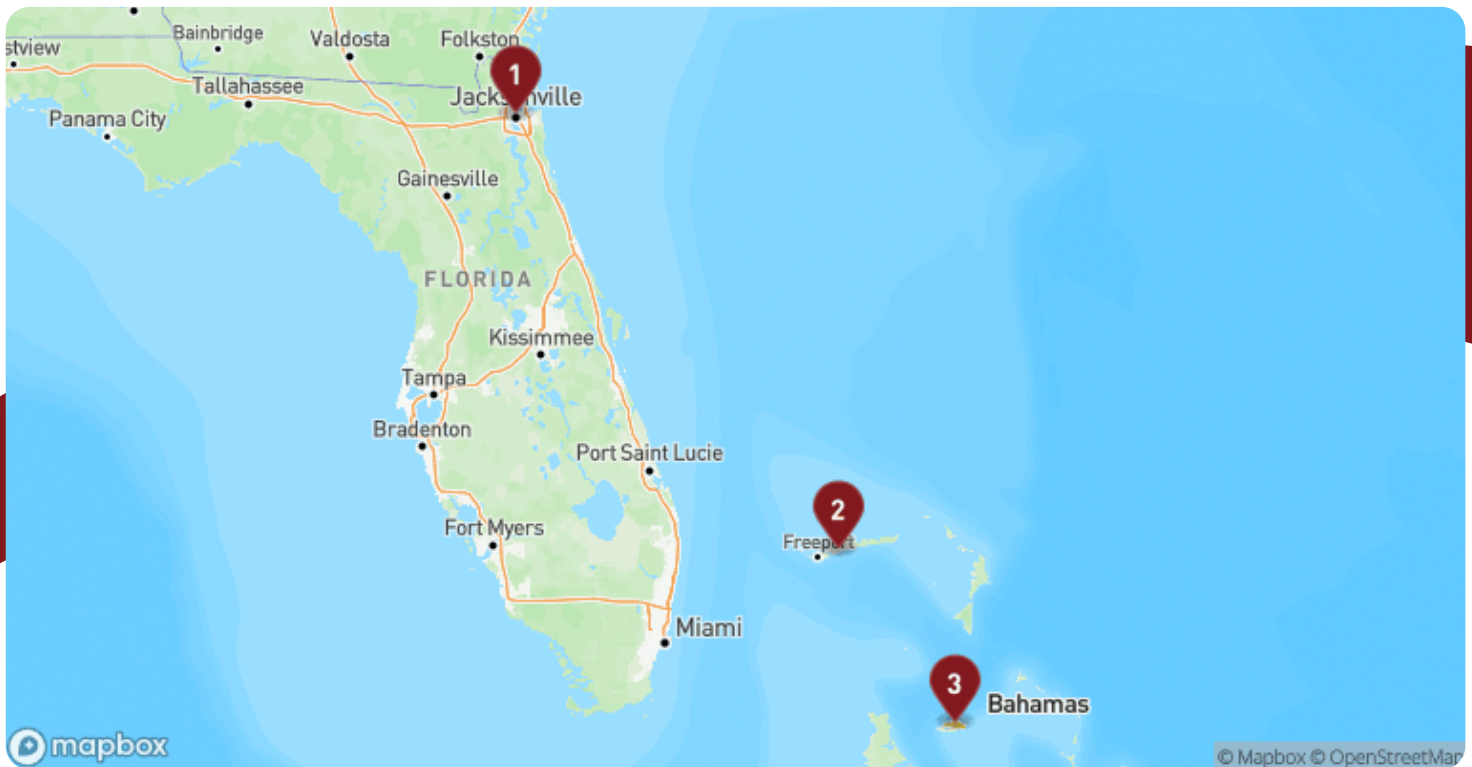 Bainbridge
Valdosta
Folkston
stview
1
Tallahassee
Jacksonville
Panama City
Gainesville
FLORIDA
Kissimmee
Tampa
Bradenton
Port Saint Lucie
2
Fort Myers
Freeport
Miami
3
Bahamas
mapbox
© Mapbox © OpenStreetMap